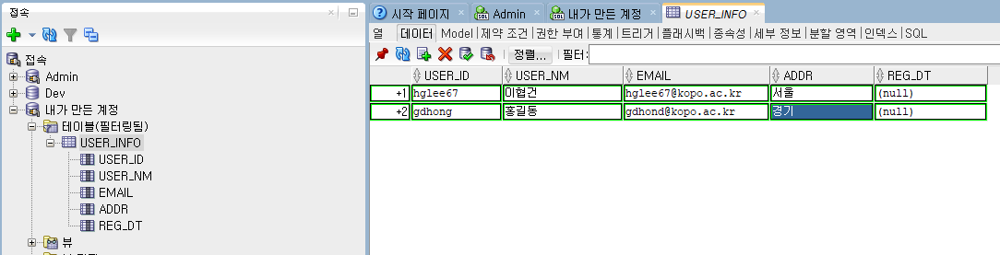 접속
시작 페이지
Admin
내가 만든 계정
USER_INFO
열 데이터 Model 제약 조건 권한 부여 통계 트리거 플래시백 종속성 세부 정보 분할 영역 인덱스 SQL
정렬... 필터:
접속
Admin
Dev
내가 만든 계정
테이블(필터링됨)
USER_INFO
USER_ID
USER_NM
EMAIL
ADDR
REG_DT
뷰
USER_ID USER_NM EMAIL ADDR REG_DT
+1 hglee67 이협건 hglee67@kopo.ac.kr 서울 (null)
+2 gdhong 홍길동 gdhond@kopo.ac.kr 경기 (null)